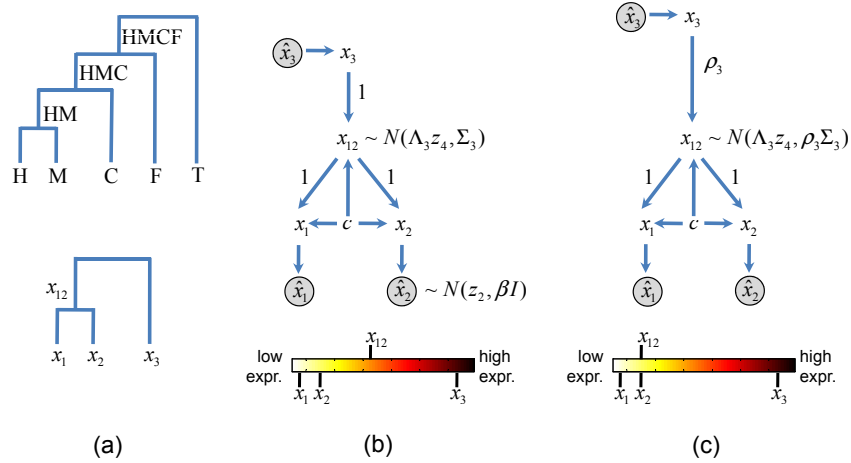 HMCF
HMC
HM
H M C F T
x₁₂
x₁ x₂ x₃
(a)
x̂₃ x₃
1
x₁₂ ~ N(Λ₃z₄, Σ₃)
1 1
x₁ c x₂
x̂₁ x̂₂ ~ N(z₂, βI)
x₁₂
low expr. high expr.
x₁ x₂ x₃
(b)
x̂₃ x₃
ρ₃
x₁₂ ~ N(Λ₃z₄, ρ₃Σ₃)
1 1
x₁ c x₂
x̂₁ x̂₂
x₁₂
low expr. high expr.
x₁ x₂ x₃
(c)